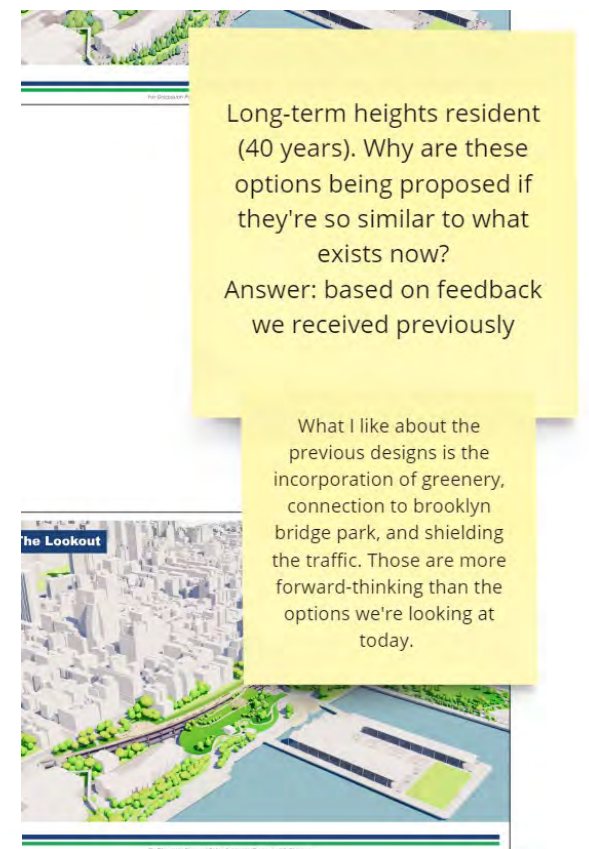 For Discussion P
Long-term heights resident
(40 years). Why are these
options being proposed if
they're so similar to what
exists now?
Answer: based on feedback
we received previously
What I like about the
previous designs is the
incorporation of greenery,
connection to brooklyn
bridge park, and shielding
the traffic. Those are more
forward-thinking than the
options we're looking at
today.
he Lookout